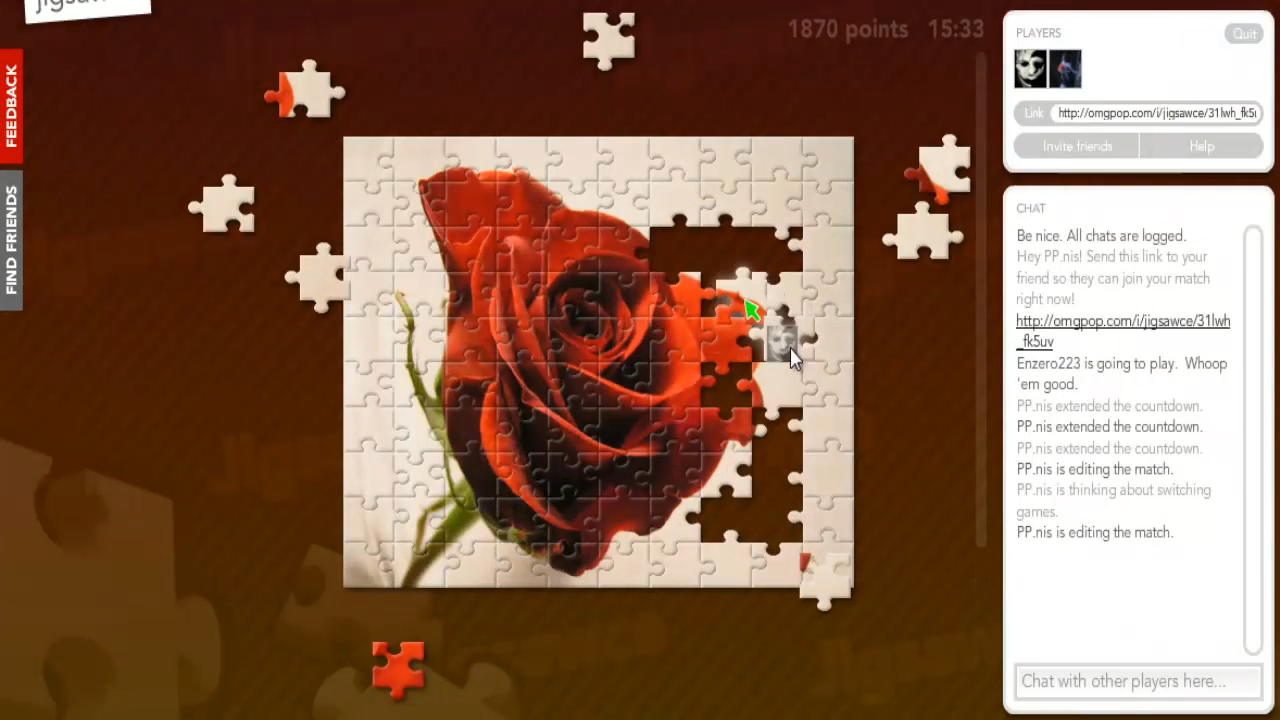 jigsaw
1870 points 15:33
FEEDBACK
FIND FRIENDS
PLAYERS
Quit
Link http://omgpop.com/i/jigsawce/31lwh_fk5u
Invite friends
Help
CHAT
Be nice. All chats are logged.
Hey PP.nis! Send this link to your
friend so they can join your match
right now!
http://omgpop.com/i/jigsawce/31lwh
_fk5uv
Enzero223 is going to play. Whoop
'em good.
PP.nis extended the countdown.
PP.nis extended the countdown.
PP.nis extended the countdown.
PP.nis is editing the match.
PP.nis is thinking about switching
games.
PP.nis is editing the match.
Chat with other players here...